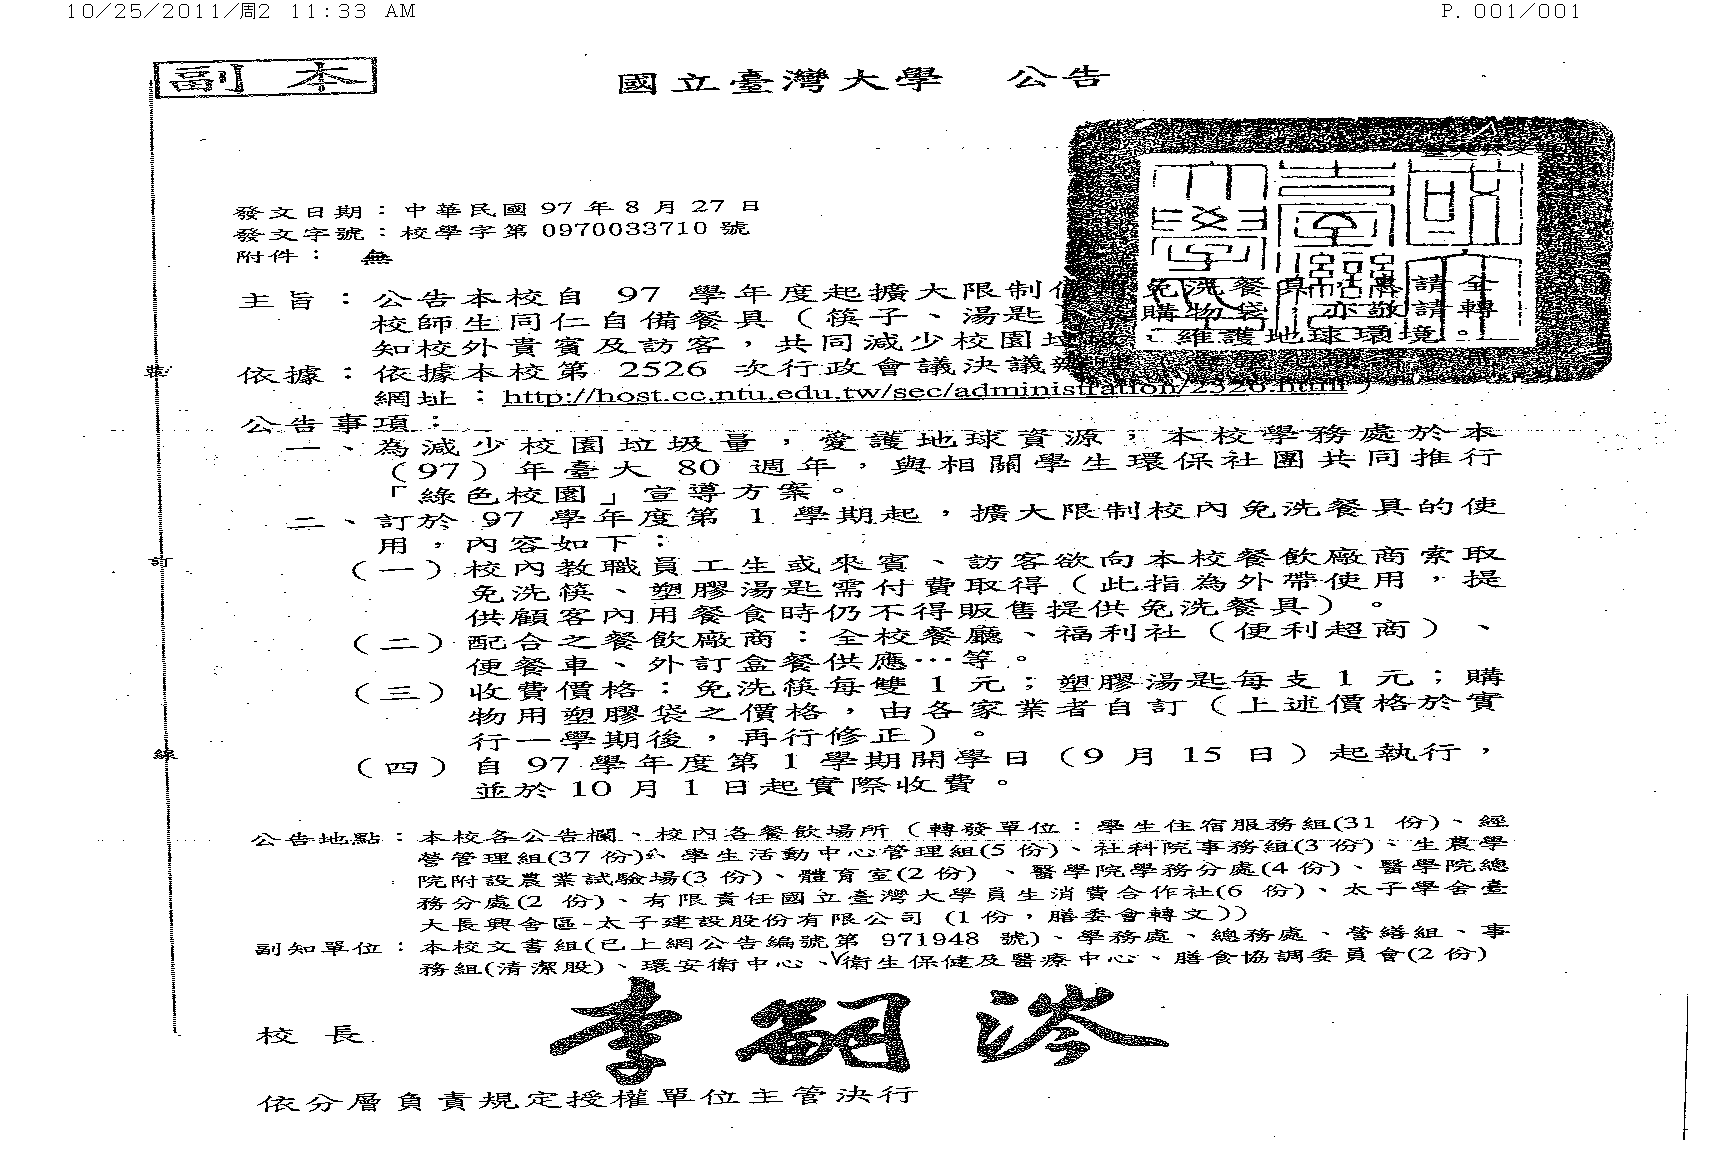 10/25/2011/周2 11:33 AM P.001/001
副 本
國立臺灣大學 公告
發文日期：中華民國 97 年 8 月 27 日
發文字號：校學字第 0970033710 號
附件： 無
主旨：公告本校自 97 學年度起擴大限制使用免洗餐具 請全
校師生同仁自備餐具（筷子、湯匙 購物袋，亦敬請轉
知校外貴賓及訪客，共同減少校園垃圾、維護地球環境。
依據：依據本校第 2526 次行政會議決議辦
網址：http://host.cc.ntu.edu.tw/sec/administration/2526.html）
公告事項：
一、為減少校園垃圾量，愛護地球資源，本校學務處於本
（97）年臺大 80 週年，與相關學生環保社團共同推行
「綠色校園」宣導方案。
二、訂於 97 學年度第 1 學期起，擴大限制校內免洗餐具的使
用，內容如下：
（一）校內教職員工生或來賓、訪客欲向本校餐飲廠商索取
免洗筷、塑膠湯匙需付費取得（此指為外帶使用，提
供顧客內用餐食時仍不得販售提供免洗餐具）。
（二）配合之餐飲廠商：全校餐廳、福利社（便利超商）、
便餐車、外訂盒餐供應…等。
（三）收費價格：免洗筷每雙 1 元；塑膠湯匙每支 1 元；購
物用塑膠袋之價格，由各家業者自訂（上述價格於實
行一學期後，再行修正）。
（四）自 97 學年度第 1 學期開學日（9 月 15 日）起執行，
並於 10 月 1 日起實際收費。
公告地點：本校各公告欄、校內各餐飲場所（轉發單位：學生住宿服務組(31 份)、經
營管理組(37 份)、學生活動中心管理組(5 份)、社科院事務組(3 份)、生農學
院附設農業試驗場(3 份)、體育室(2 份)、醫學院學務分處(4 份)、醫學院總
務分處(2 份)、有限責任國立臺灣大學員生消費合作社(6 份)、太子學舍臺
大長興舍區-太子建設股份有限公司（1 份，膳委會轉文））
副知單位：本校文書組(已上網公告編號第 971948 號)、學務處、總務處、營繕組、事
務組(清潔股)、環安衛中心、衛生保健及醫療中心、膳食協調委員會(2 份)
裝
訂
線
校 長 李嗣涔
依分層負責規定授權單位主管決行